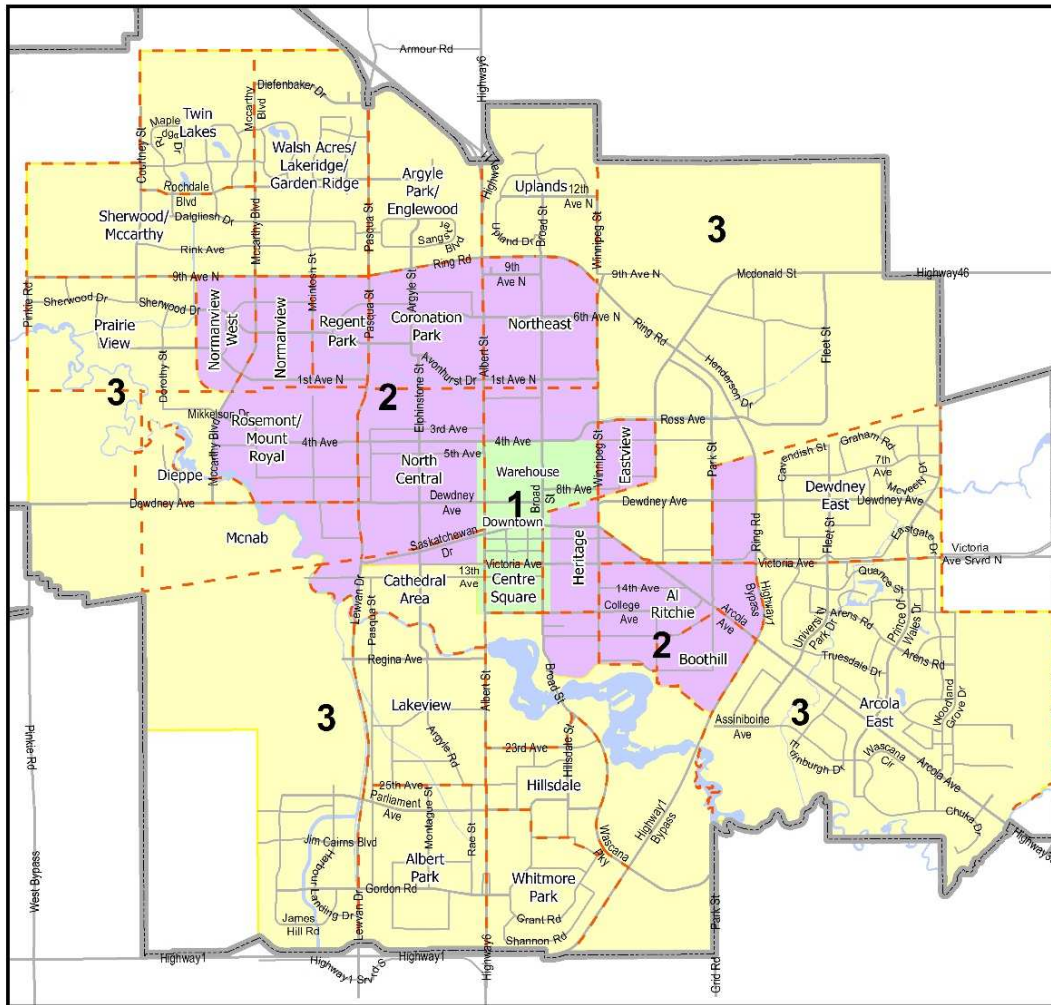 Armour Rd
Highway6
Diefenbaker Dr
Mccarthy
Blvd
Twin
Lakes
Maple
Rdge Dr
Courtney St
Walsh Acres/
Lakeridge/
Garden Ridge
Argyle
Park/
Englewood
Highway11
Uplands
12th
Ave N
Rochdale
Blvd
Dalgliesh Dr
Sherwood/
Mccarthy
Rink Ave
Mccarthy Blvd
Pasqua St
Upland Dr
Broad St
Winnipeg St
3
Ring Rd
9th Ave N
Mcintosh St
Argyle St
9th
Ave N
9th Ave N
Mcdonald St
Highway46
Pinkie Rd
Sherwood Dr
Sherwood Dr
Prairie
View
Normanview
West
Normanview
Regent
Park
Pasqua St
Coronation
Park
Northeast
6th Ave N
Ring Rd
Henderson Dr
Fleet St
Dorothy St
1st Ave N
Avonhurst Dr
Albert St
1st Ave N
3
2
Elphinstone St
Mikkelson Dr
Rosemont/
Mount
Royal
Mccarthy Blvd
4th Ave
3rd Ave
5th Ave
4th Ave
Ross Ave
Eastview
Winnipeg St
Park St
Cavendish St
Graham Rd
7th
Ave
Mcveety Dr
Dieppe
North
Central
Warehouse
8th Ave
Dewdney Ave
Dewdney
Ave
1
Broad
St
Dewdney Ave
Dewdney
East
Dewdney Ave
Mcnab
Saskatchewan
Dr
Downtown
Ring Rd
Fleet St
Eastgate Dr
Victoria
Ave Srvrd N
Heritage
Victoria Ave
Victoria Ave
Cathedral
Area
13th
Ave
Centre
Square
14th Ave
College
Ave
Al
Ritchie
Arcola
Ave
Bypass
Highway1
Quance St
Prince Of
Wales Dr
University
Park Dr
Arens Rd
Lewvan Dr
Pasqua St
Regina Ave
2
Boothill
Truesdale Dr
Arens Rd
Woodland
Grove Dr
Lakeview
Albert St
Broad St
3
Argyle Rd
Assiniboine
Ave
3
Arcola
East
Edinburgh Dr
Wascana
Cir
Arcola Ave
Pinkie Rd
23rd Ave
Hillsdale St
Hillsdale
25th Ave
Parliament
Ave
Montague St
Rae St
Highway1
Bypass
Chuka Dr
Jim Cairns Blvd
Harbour Landing Dr
Albert
Park
Wascana
Pky
Whitmore
Park
West Bypass
Gordon Rd
James
Hill Rd
Lewvan Dr
Grant Rd
Shannon Rd
Park St
Highway1
Highway1 Srvrd S
Highway1
Highway6
Grid Rd